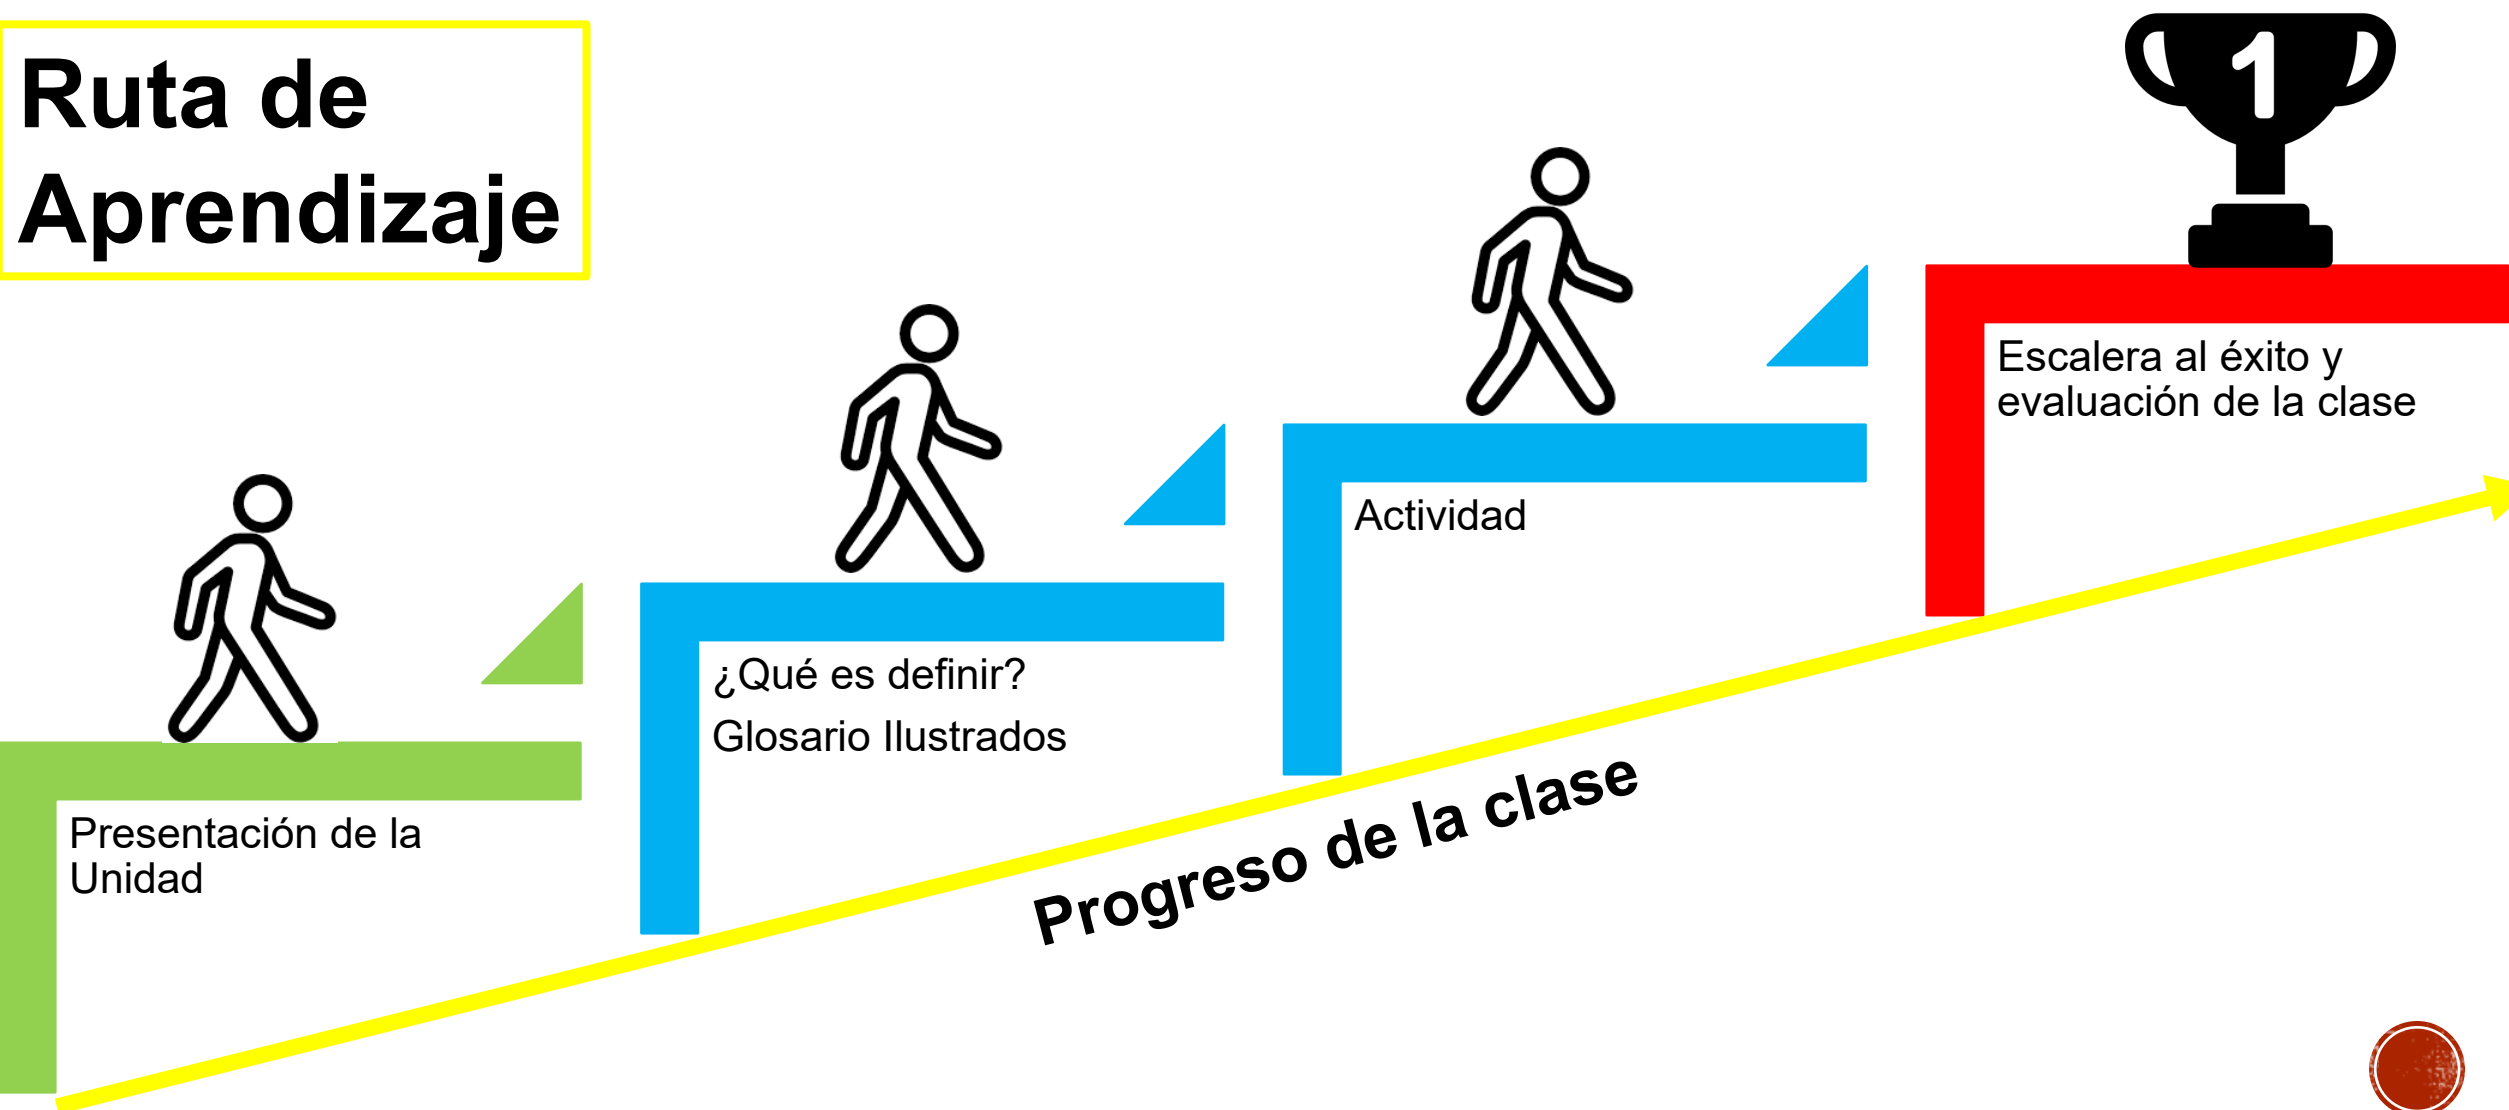 Ruta de
Aprendizaje
1
Presentación de la
Unidad
¿Qué es definir?
Glosario Ilustrados
Actividad
Escalera al éxito y
evaluación de la clase
Progreso de la clase